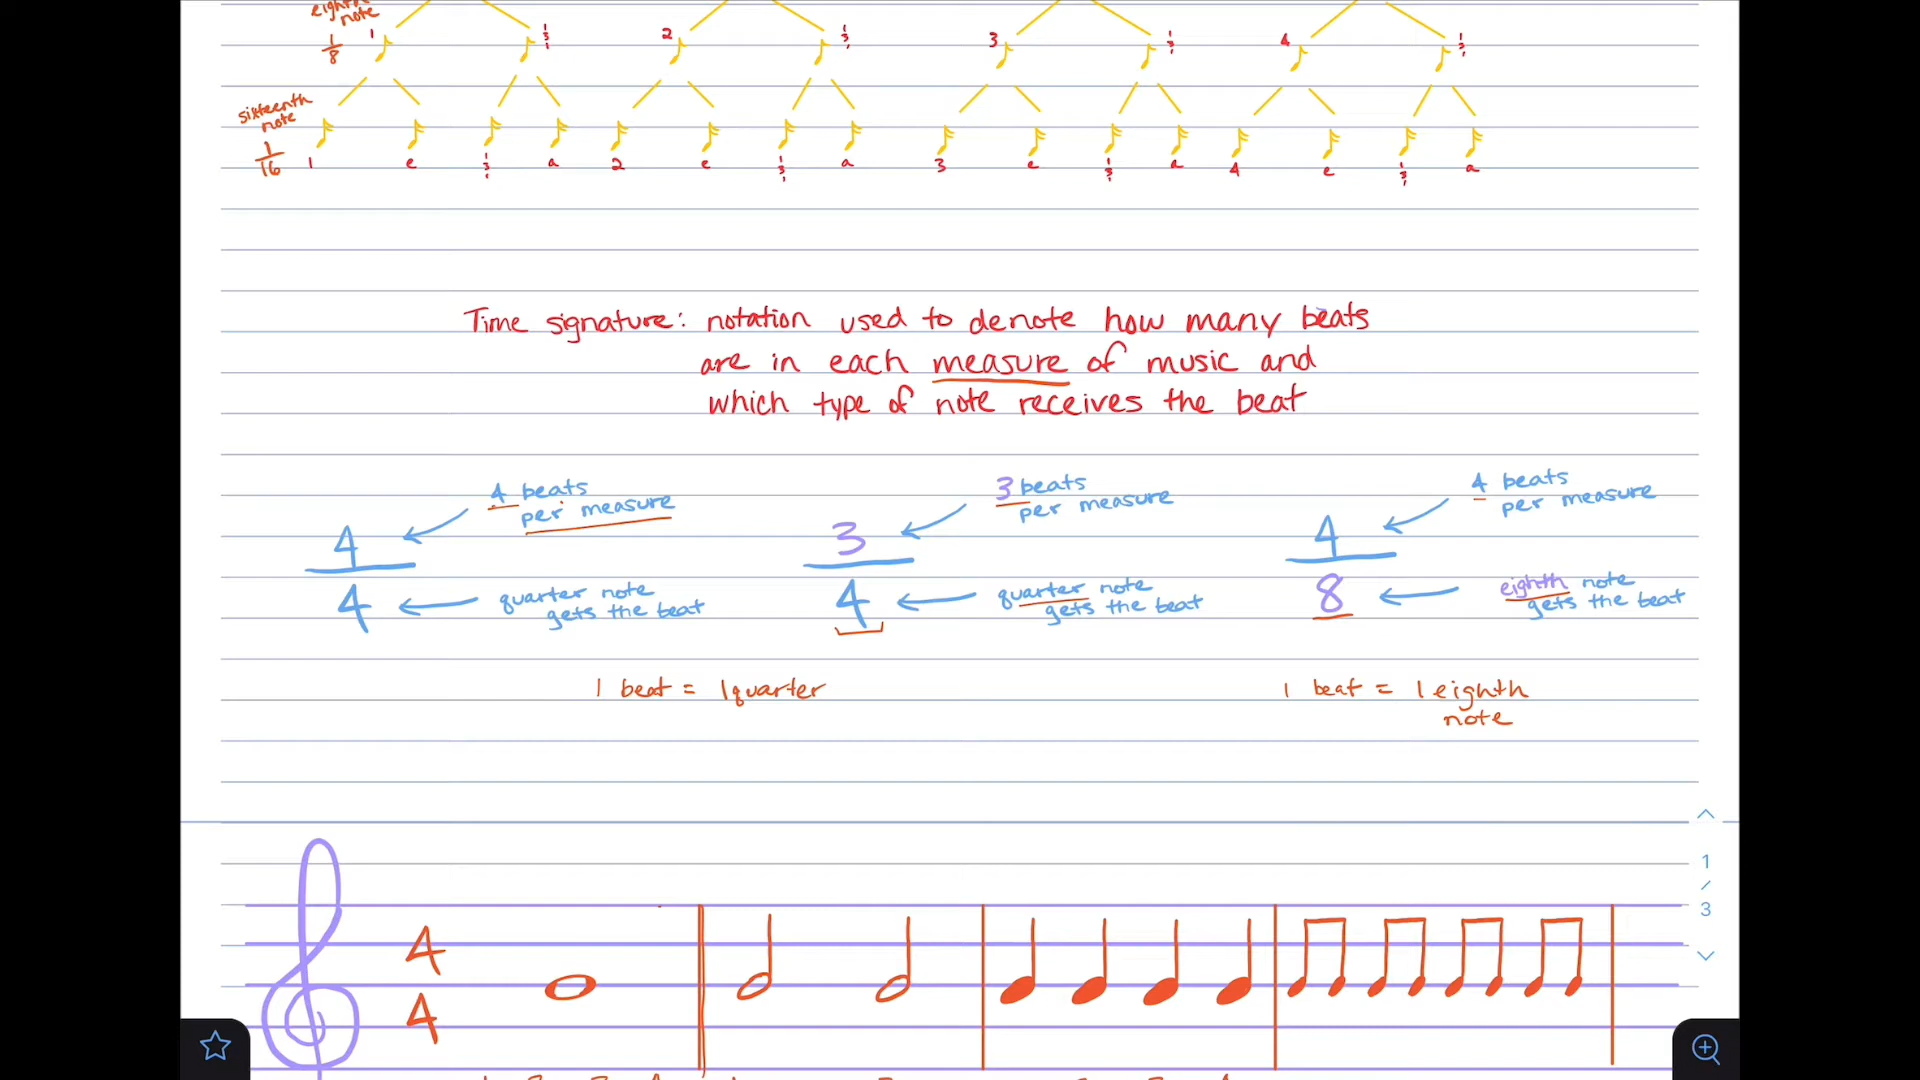 eighth
note
1/8
1 & 2 & 3 & 4 &
sixteenth
note
1/16
1 e & a 2 e & a 3 e & a 4 e & a
Time signature: notation used to denote how many beats
are in each measure of music and
which type of note receives the beat
4 beats
per measure
4
4
quarter note
gets the beat
3 beats
per measure
3
4
quarter note
gets the beat
4 beats
per measure
4
8
eighth note
gets the beat
1 beat = 1 quarter
1 beat = 1 eighth
note
1
/
3
4
4